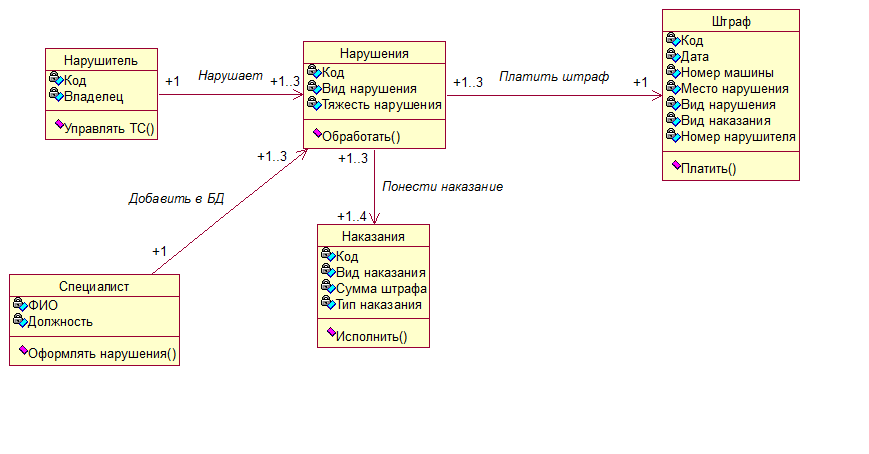 Нарушитель
Код
Владелец
Управлять ТС()
+1
Нарушает
+1..3
Нарушения
Код
Вид нарушения
Тяжесть нарушения
Обработать()
+1..3
Платить штраф
+1
Штраф
Код
Дата
Номер машины
Место нарушения
Вид нарушения
Вид наказания
Номер нарушителя
Платить()
+1..3
Добавить в БД
+1
+1..3
Понести наказание
+1..4
Наказания
Код
Вид наказания
Сумма штрафа
Тип наказания
Исполнить()
Специалист
ФИО
Должность
Оформлять нарушения()